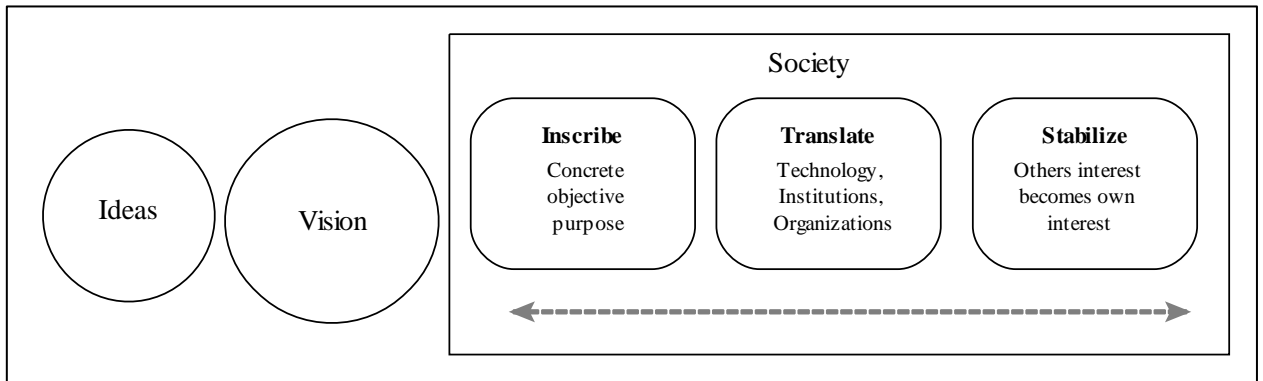 Society
Ideas
Vision
Inscribe
Concrete
objective
purpose
Translate
Technology,
Institutions,
Organizations
Stabilize
Others interest
becomes own
interest